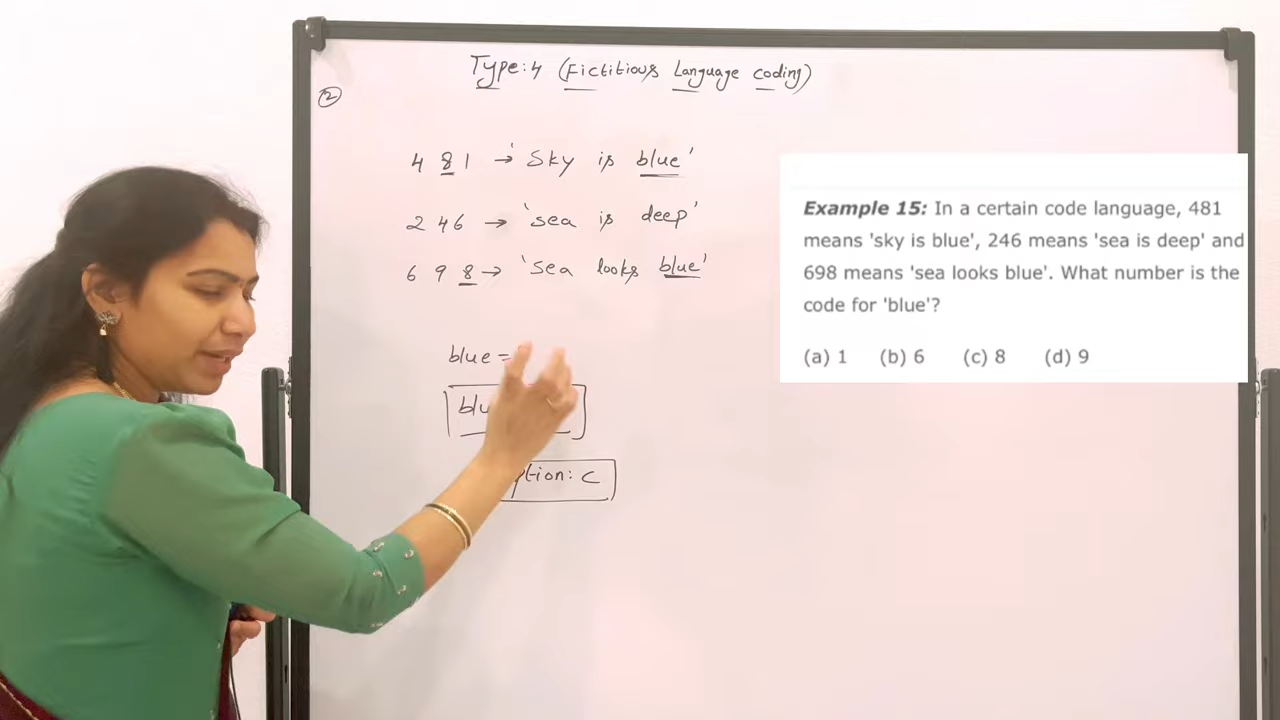 Type:4 (Fictitious Language coding)
②
4 8 1 → 'Sky is blue'
2 4 6 → 'sea is deep'
6 9 8 → 'sea looks blue'
blue =
Option: C
Example 15: In a certain code language, 481
means 'sky is blue', 246 means 'sea is deep' and
698 means 'sea looks blue'. What number is the
code for 'blue'?
(a) 1 (b) 6 (c) 8 (d) 9